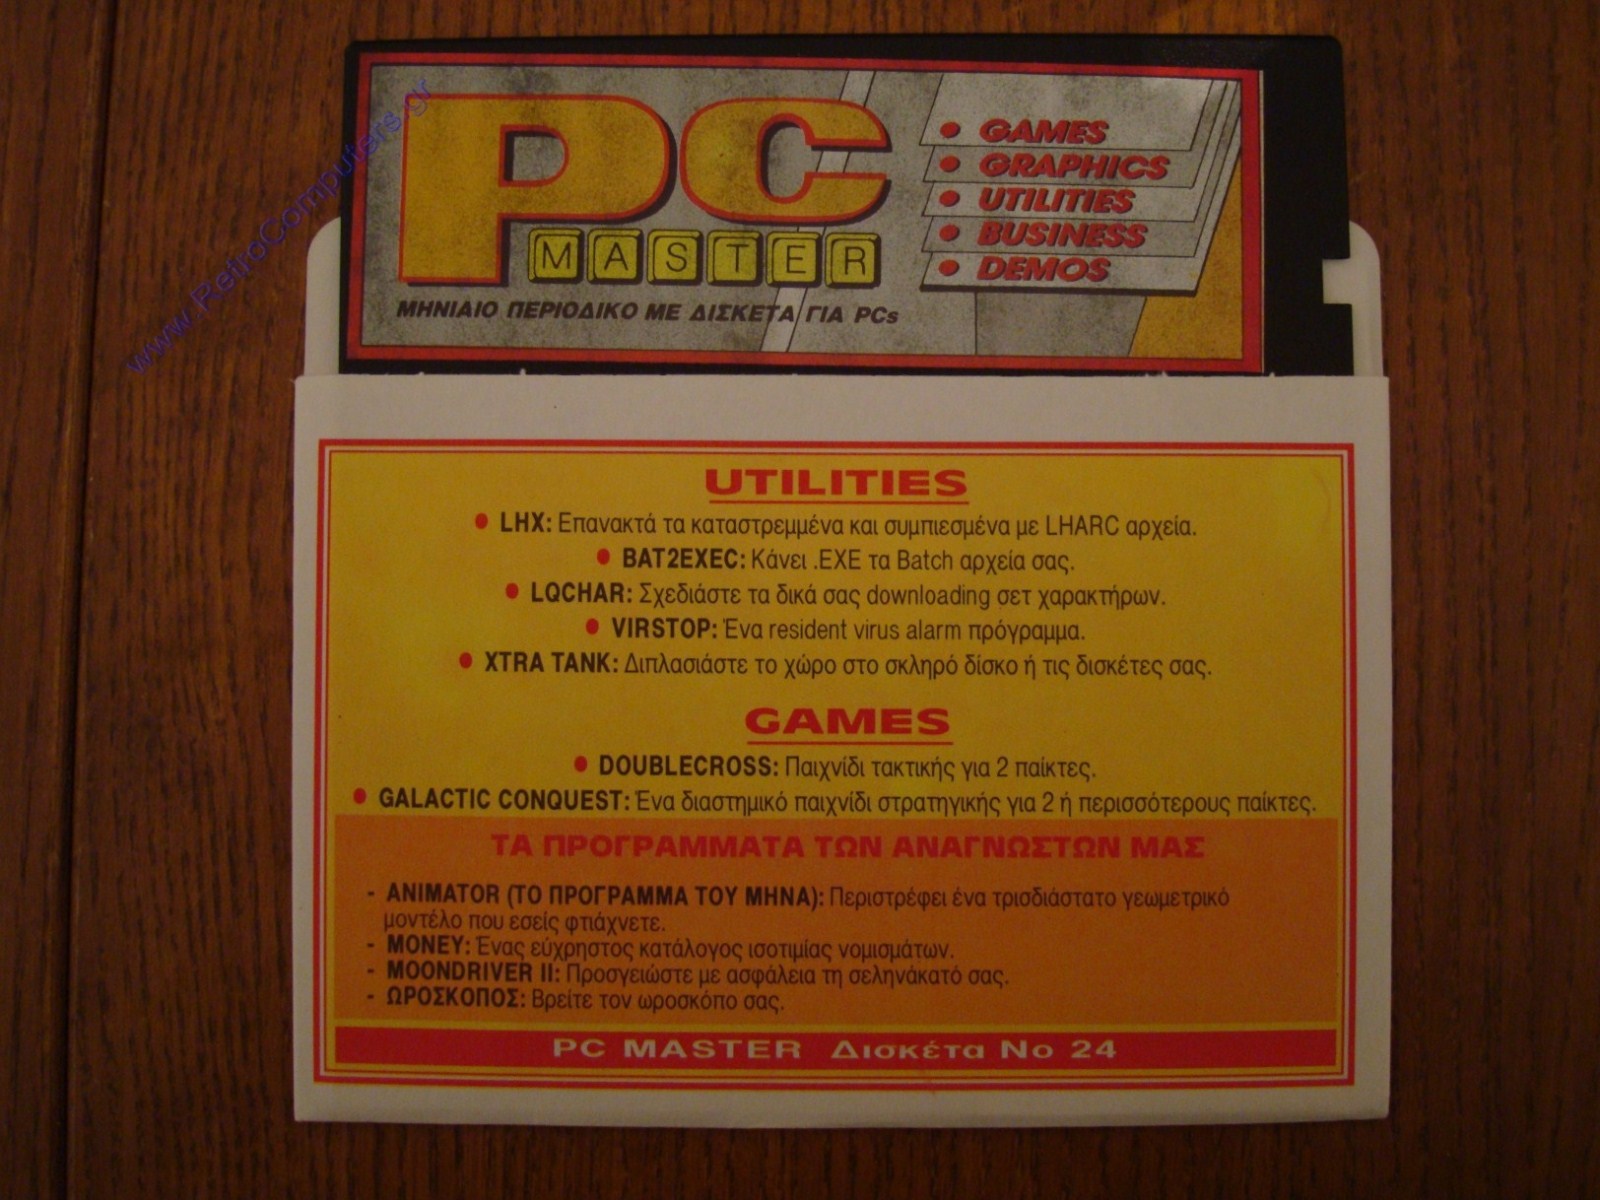 www.RetroComputers.gr
PC
MASTER
ΜΗΝΙΑΙΟ ΠΕΡΙΟΔΙΚΟ ΜΕ ΔΙΣΚΕΤΑ ΓΙΑ PCs
• GAMES
• GRAPHICS
• UTILITIES
• BUSINESS
• DEMOS
UTILITIES
• LHX: Επανακτά τα καταστρεμμένα και συμπιεσμένα με LHARC αρχεία.
• BAT2EXEC: Κάνει .EXE τα Batch αρχεία σας.
• LQCHAR: Σχεδιάστε τα δικά σας downloading σετ χαρακτήρων.
• VIRSTOP: Ένα resident virus alarm πρόγραμμα.
• XTRA TANK: Διπλασιάστε το χώρο στο σκληρό δίσκο ή τις δισκέτες σας.
GAMES
• DOUBLECROSS: Παιχνίδι τακτικής για 2 παίκτες.
• GALACTIC CONQUEST: Ένα διαστημικό παιχνίδι στρατηγικής για 2 ή περισσότερους παίκτες.
ΤΑ ΠΡΟΓΡΑΜΜΑΤΑ ΤΩΝ ΑΝΑΓΝΩΣΤΩΝ ΜΑΣ
- ANIMATOR (ΤΟ ΠΡΟΓΡΑΜΜΑ ΤΟΥ ΜΗΝΑ): Περιστρέφει ένα τρισδιάστατο γεωμετρικό
μοντέλο που εσείς φτιάχνετε.
- MONEY: Ένας εύχρηστος κατάλογος ισοτιμίας νομισμάτων.
- MOONDRIVER II: Προσγειώστε με ασφάλεια τη σεληνάκατό σας.
- ΩΡΟΣΚΟΠΟΣ: Βρείτε τον ωροσκόπο σας.
PC MASTER Δισκέτα Νο 24